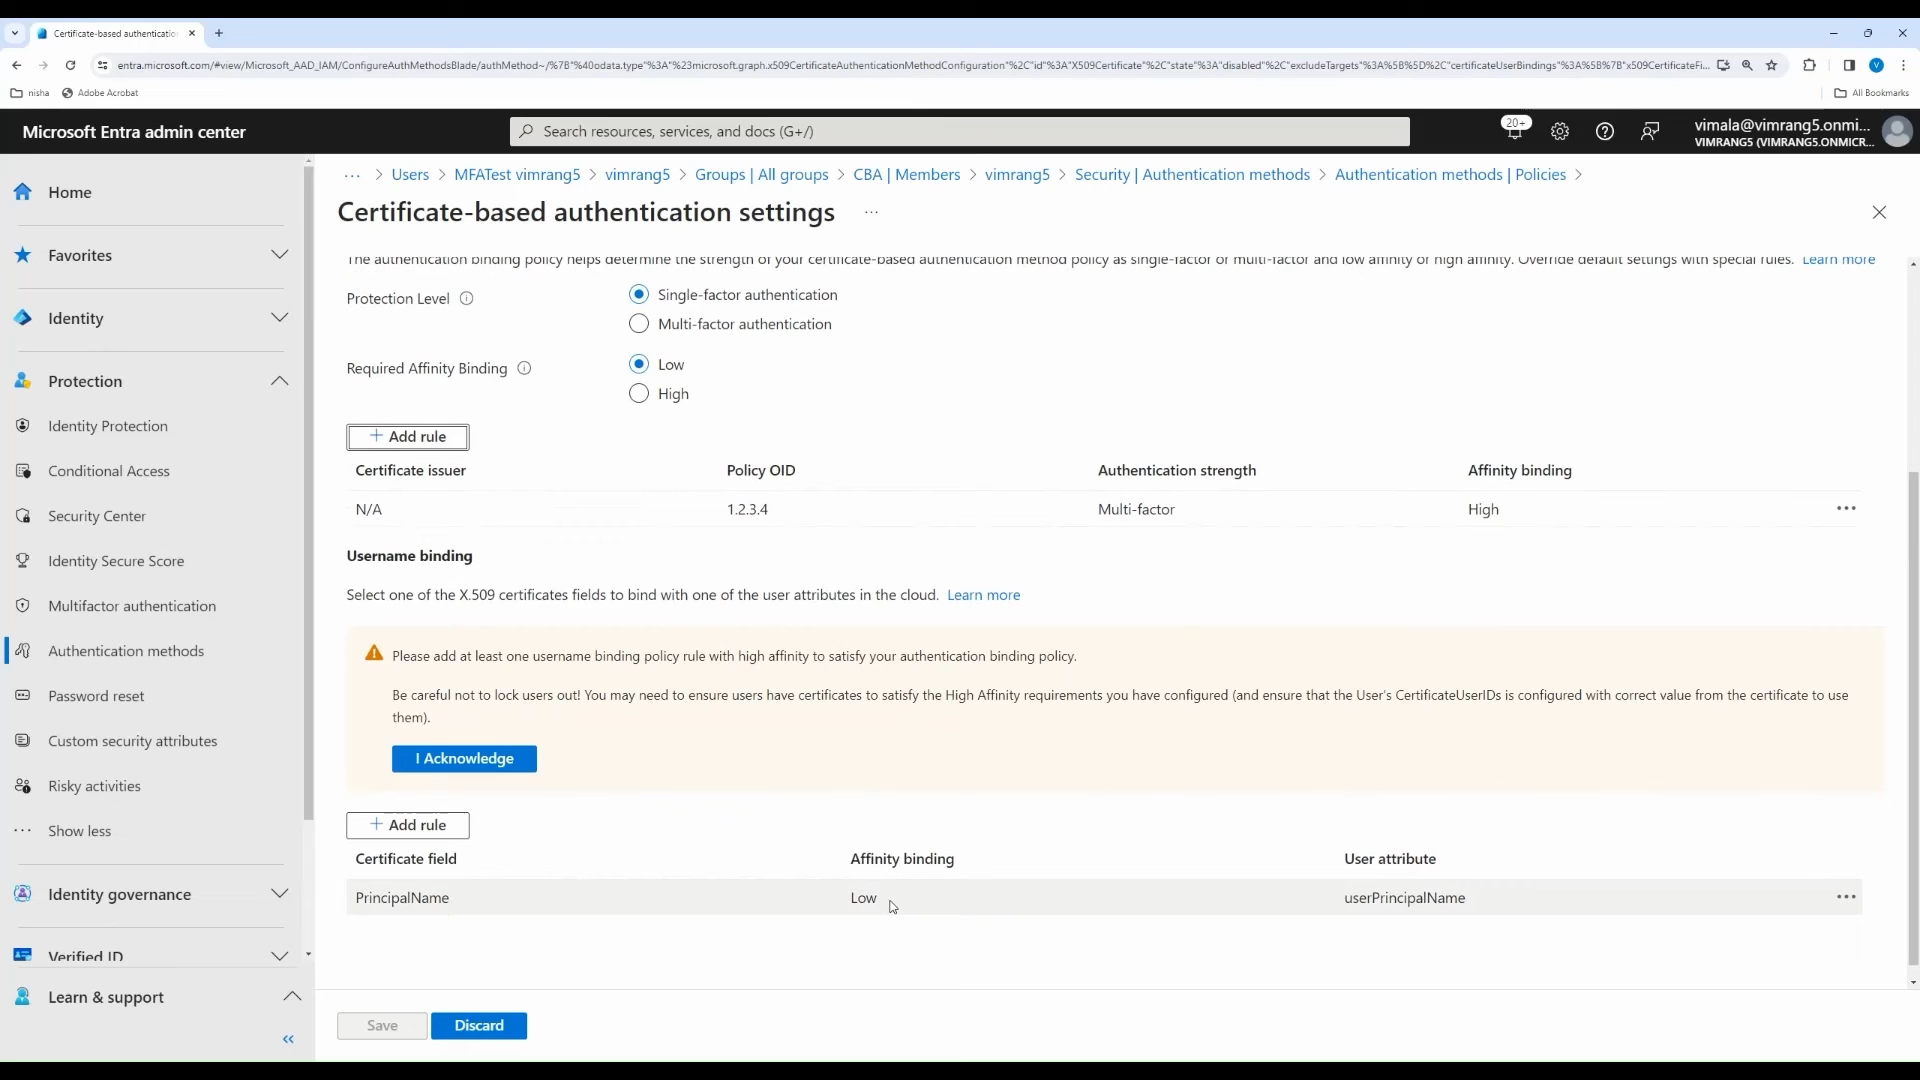 Certificate-based authenticatio
entra.microsoft.com/#view/Microsoft_AAD_IAM/ConfigureAuthMethodsBlade/authMethod~/%7B"%40odata.type"%3A"%23microsoft.graph.x509CertificateAuthenticationMethodConfiguration"%2C"id"%3A"X509Certificate"%2C"state"%3A"disabled"%2C"excludeTargets"%3A%5B%5D%2C"certificateUserBindings"%3A%5B%7B"x509CertificateFi...
V
nisha
Adobe Acrobat
All Bookmarks
Microsoft Entra admin center
Search resources, services, and docs (G+/)
20+
vimala@vimrang5.onmi...
VIMRANG5 (VIMRANG5.ONMICR...
Home
Favorites
Identity
Protection
Identity Protection
Conditional Access
Security Center
Identity Secure Score
Multifactor authentication
Authentication methods
Password reset
Custom security attributes
Risky activities
... Show less
Identity governance
Verified ID
Learn & support
«
... > Users > MFATest vimrang5 > vimrang5 > Groups | All groups > CBA | Members > vimrang5 > Security | Authentication methods > Authentication methods | Policies >
Certificate-based authentication settings ...
The authentication binding policy helps determine the strength of your certificate-based authentication method policy as single-factor or multi-factor and low affinity or high affinity. Override default settings with special rules. Learn more
Protection Level
Single-factor authentication
Multi-factor authentication
Required Affinity Binding
Low
High
+ Add rule
Certificate issuer Policy OID Authentication strength Affinity binding
N/A 1.2.3.4 Multi-factor High ...
Username binding
Select one of the X.509 certificates fields to bind with one of the user attributes in the cloud. Learn more
Please add at least one username binding policy rule with high affinity to satisfy your authentication binding policy.
Be careful not to lock users out! You may need to ensure users have certificates to satisfy the High Affinity requirements you have configured (and ensure that the User's CertificateUserIDs is configured with correct value from the certificate to use
them).
I Acknowledge
+ Add rule
Certificate field Affinity binding User attribute
PrincipalName Low userPrincipalName ...
Save Discard